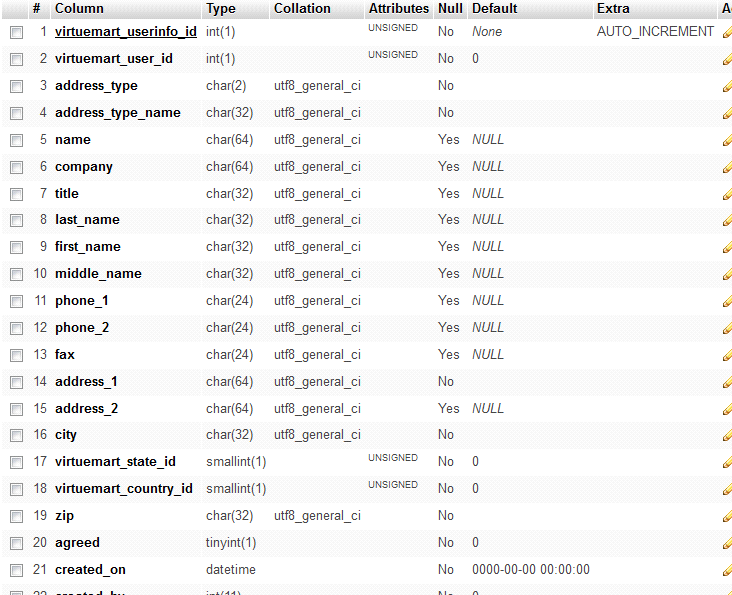 # Column Type Collation Attributes Null Default Extra A
1 virtuemart_userinfo_id int(1) UNSIGNED No None AUTO_INCREMENT
2 virtuemart_user_id int(1) UNSIGNED No 0
3 address_type char(2) utf8_general_ci No
4 address_type_name char(32) utf8_general_ci No
5 name char(64) utf8_general_ci Yes NULL
6 company char(64) utf8_general_ci Yes NULL
7 title char(32) utf8_general_ci Yes NULL
8 last_name char(32) utf8_general_ci Yes NULL
9 first_name char(32) utf8_general_ci Yes NULL
10 middle_name char(32) utf8_general_ci Yes NULL
11 phone_1 char(24) utf8_general_ci Yes NULL
12 phone_2 char(24) utf8_general_ci Yes NULL
13 fax char(24) utf8_general_ci Yes NULL
14 address_1 char(64) utf8_general_ci No
15 address_2 char(64) utf8_general_ci Yes NULL
16 city char(32) utf8_general_ci No
17 virtuemart_state_id smallint(1) UNSIGNED No 0
18 virtuemart_country_id smallint(1) UNSIGNED No 0
19 zip char(32) utf8_general_ci No
20 agreed tinyint(1) No 0
21 created_on datetime No 0000-00-00 00:00:00